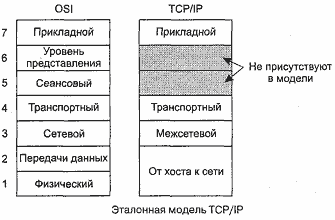 OSI TCP/IP
7 Прикладной Прикладной
6 Уровень
представления
5 Сеансовый
Не присутствуют
в модели
4 Транспортный Транспортный
3 Сетевой Межсетевой
2 Передачи данных
От хоста к сети
1 Физический
Эталонная модель TCP/IP